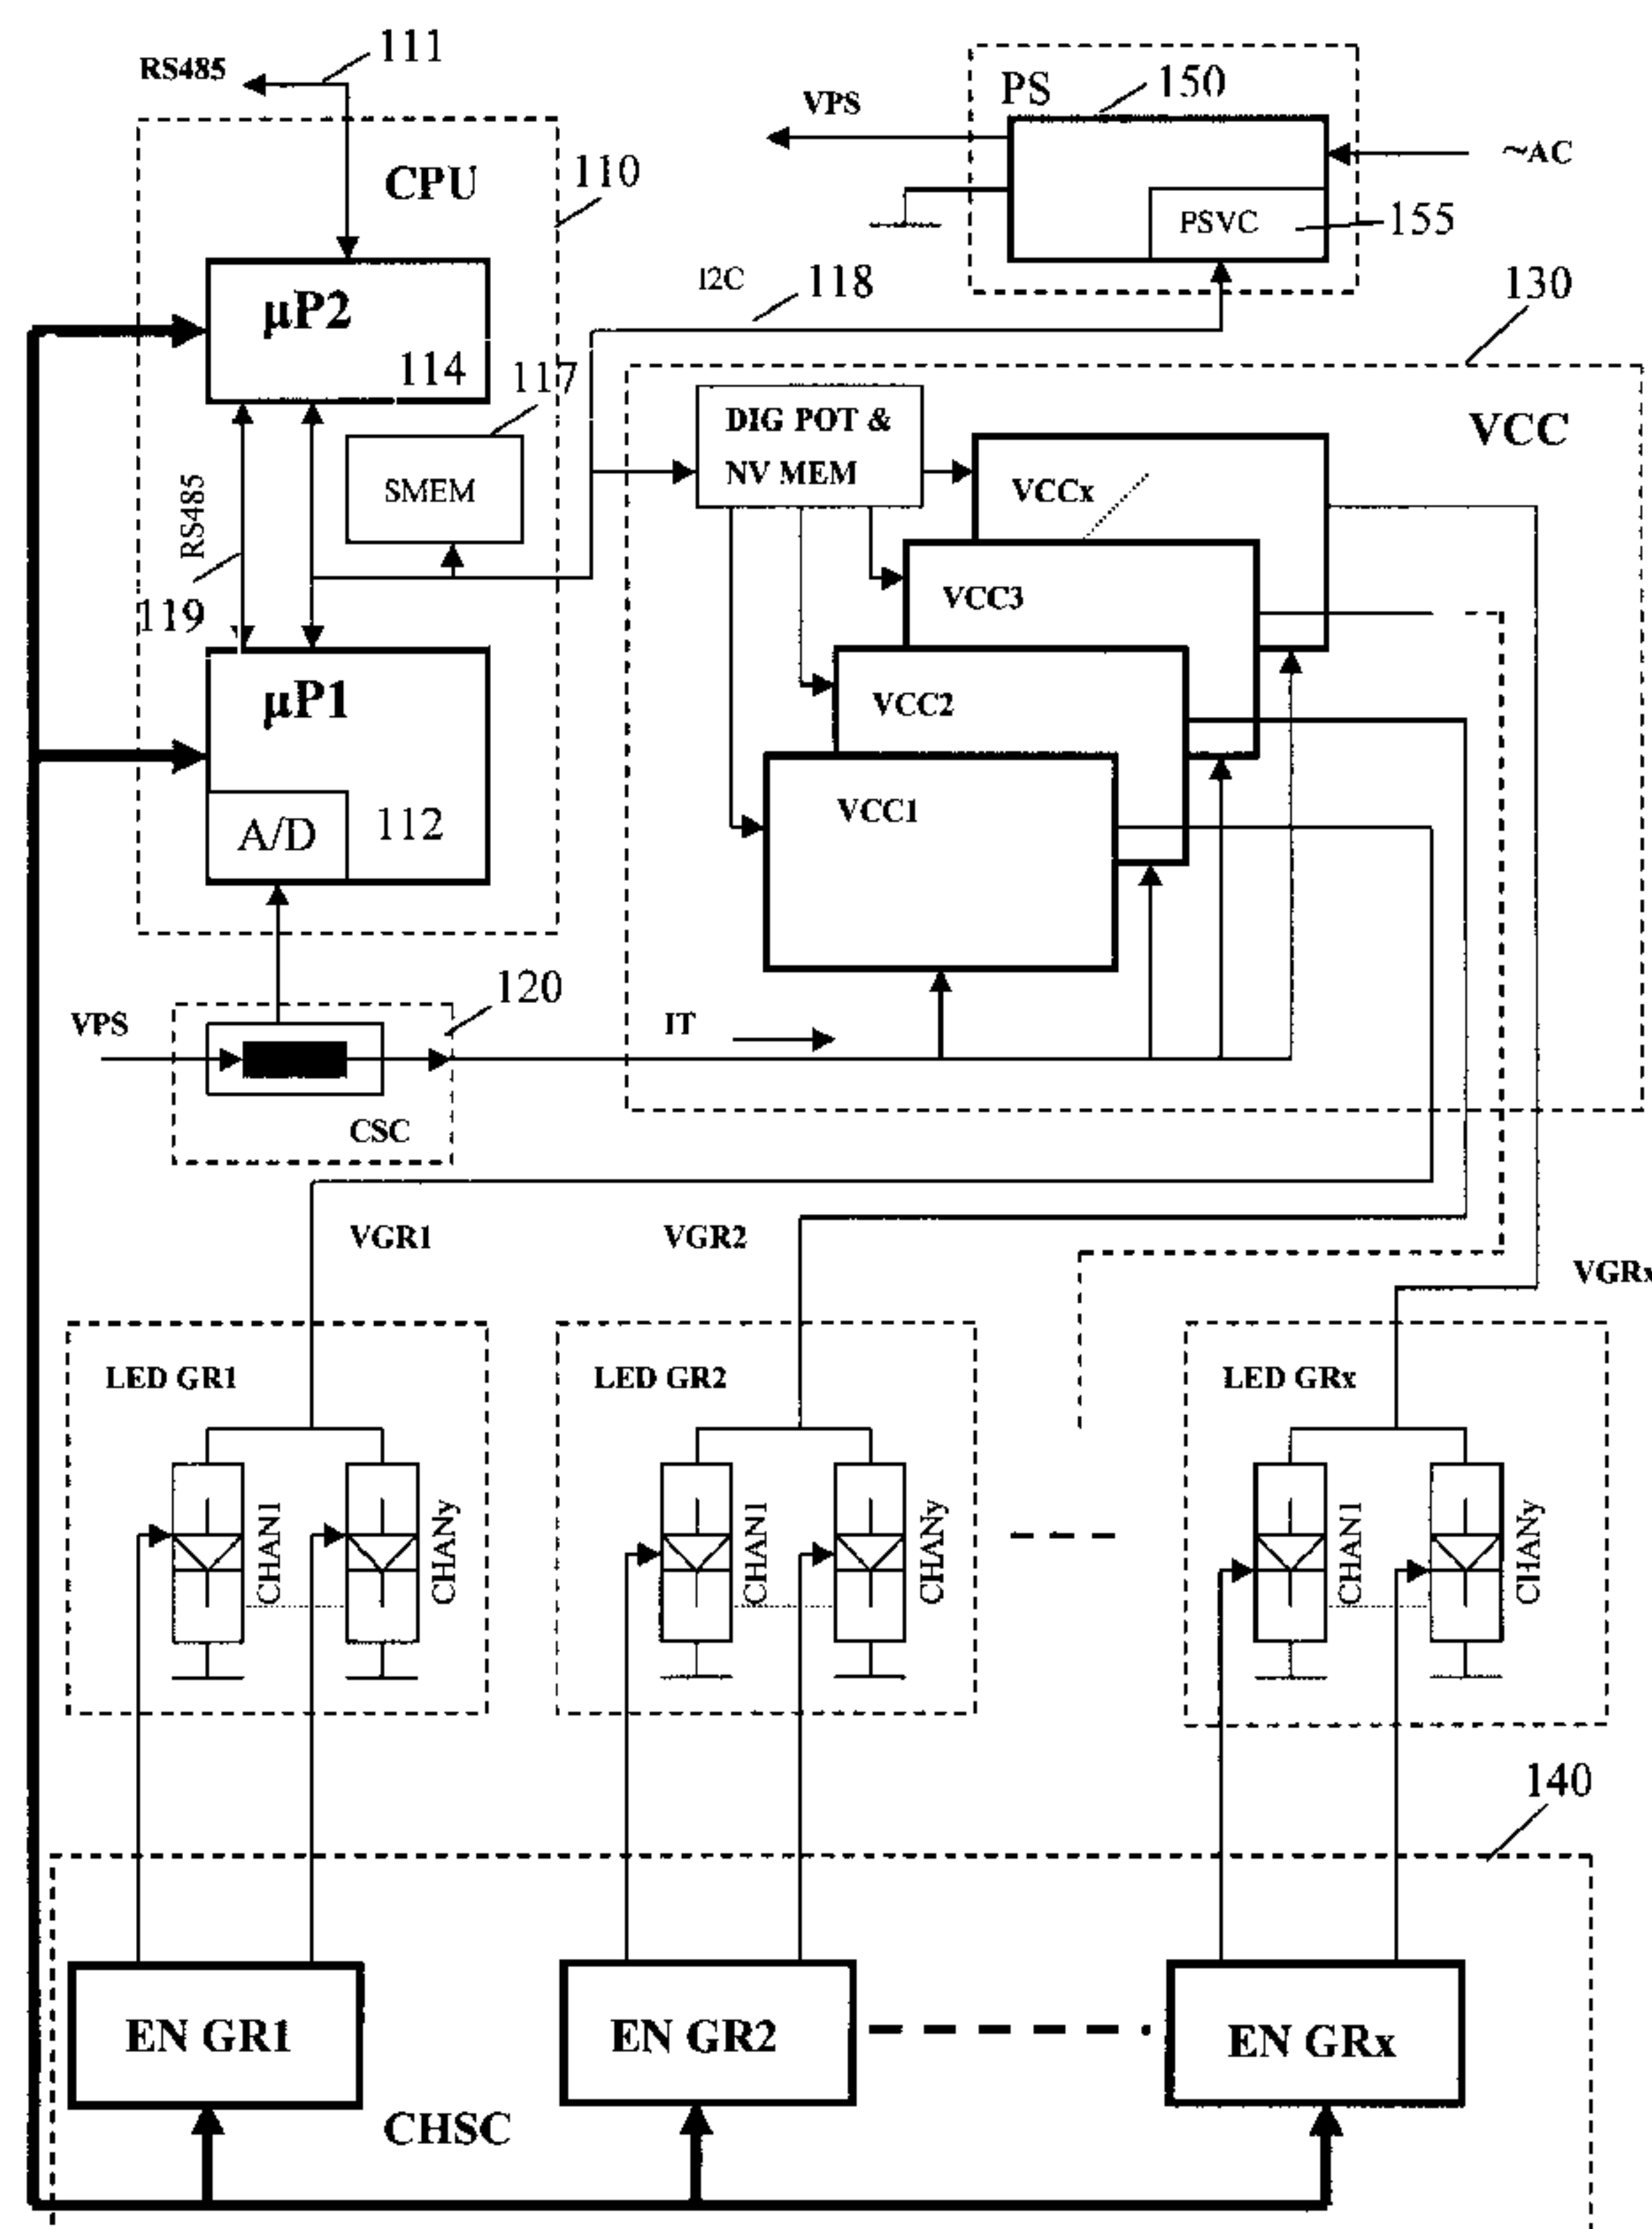 RS485
111
CPU
110
µP2
114
117
SMEM
RS485
119
µP1
A/D
112
VPS
PS
150
~AC
PSVC
155
I2C
118
130
DIG POT &
NV MEM
VCC
VCCx
VCC3
VCC2
VCC1
VPS
120
CSC
IT
VGR1
VGR2
VGRx
LED GR1
CHAN1
CHANy
LED GR2
CHAN1
CHANy
LED GRx
CHAN1
CHANy
140
EN GR1
EN GR2
EN GRx
CHSC